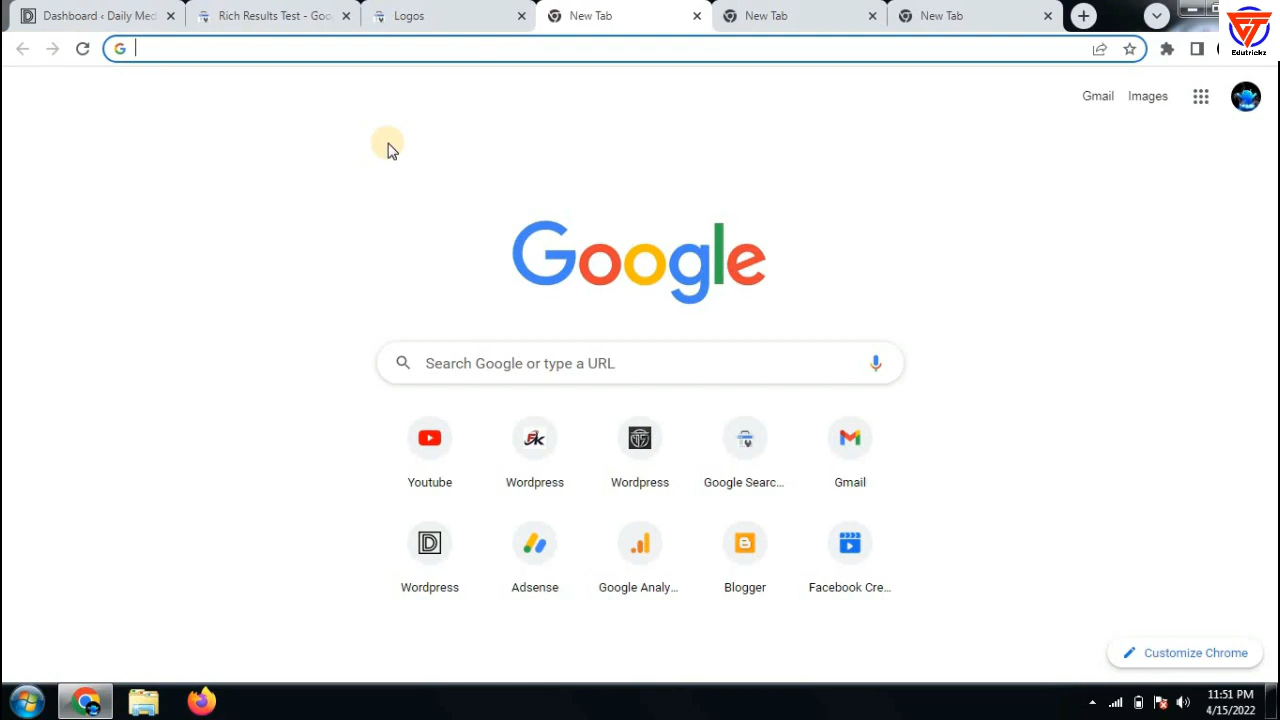 Dashboard ‹ Daily Med
Rich Results Test - Goo
Logos
New Tab
New Tab
New Tab
Edutrickz
Gmail
Images
Google
Search Google or type a URL
Youtube
Wordpress
Wordpress
Google Searc...
Gmail
Wordpress
Adsense
Google Analy...
Blogger
Facebook Cre...
Customize Chrome
11:51 PM
4/15/2022